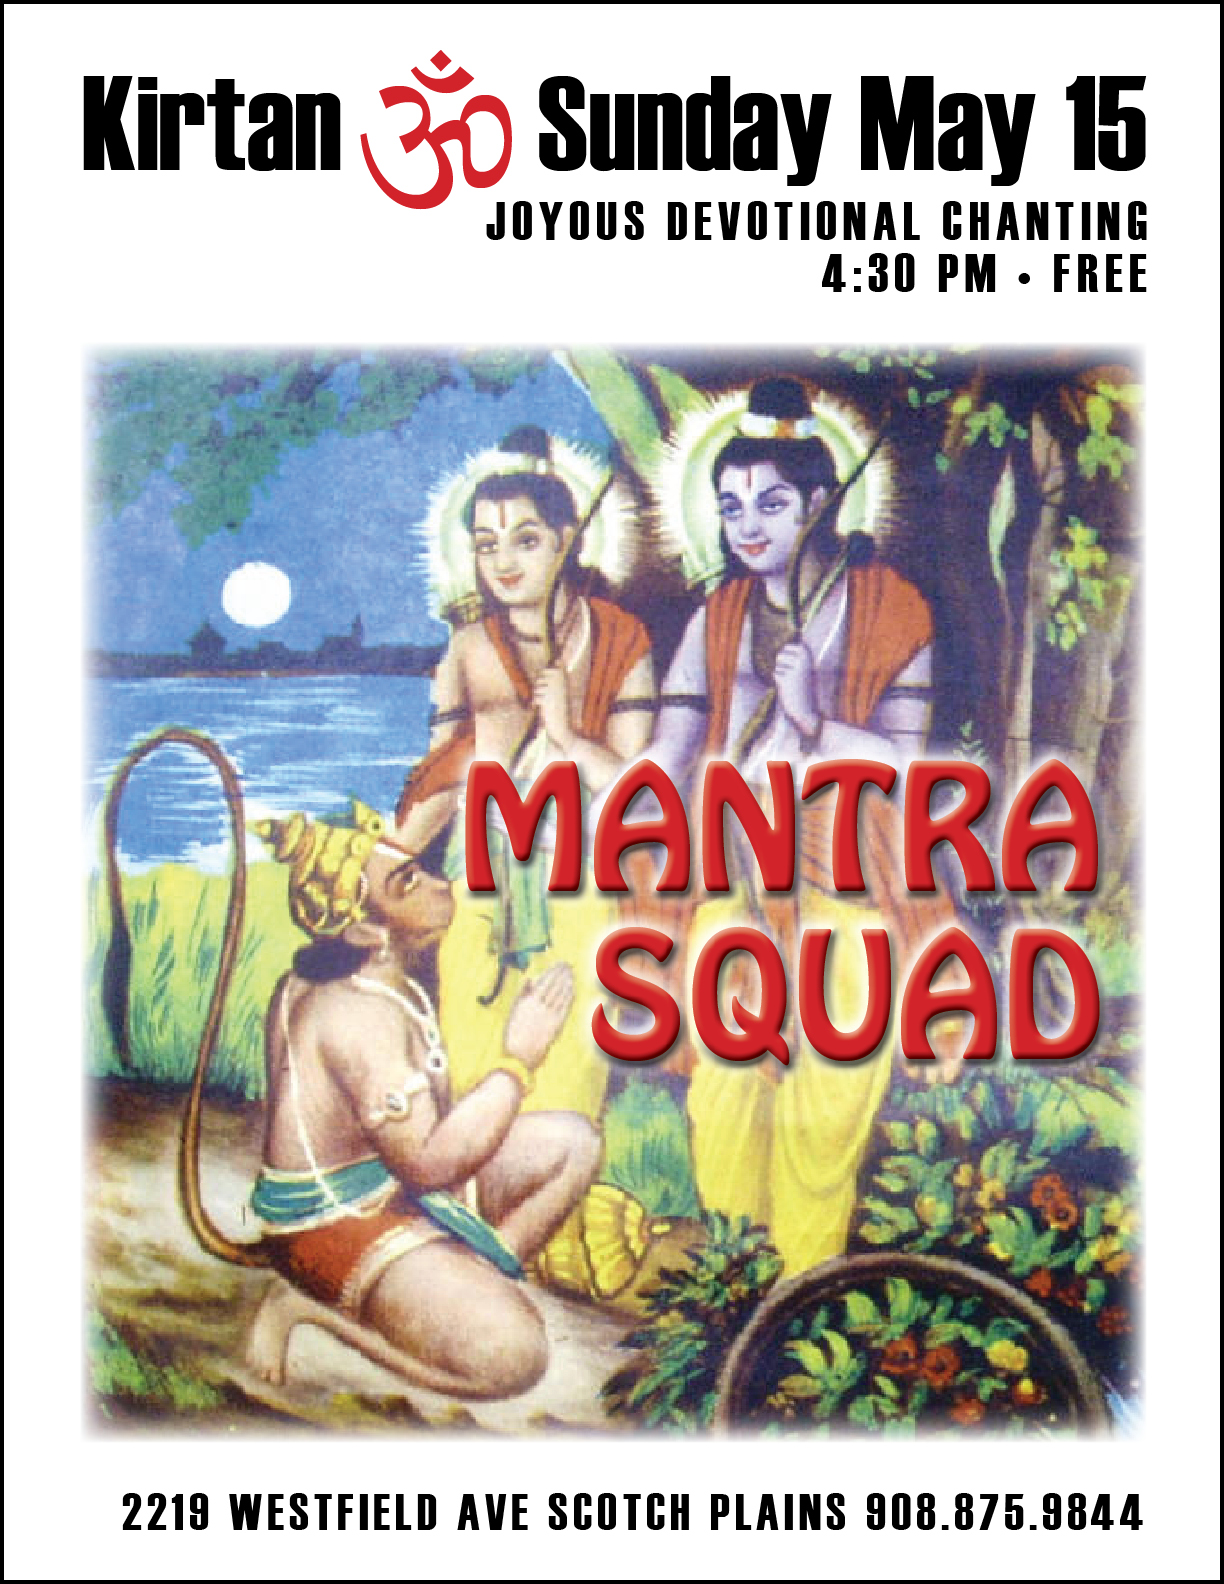 Kirtan ॐ Sunday May 15
JOYOUS DEVOTIONAL CHANTING
4:30 PM • FREE
MANTRA
SQUAD
2219 WESTFIELD AVE SCOTCH PLAINS 908.875.9844